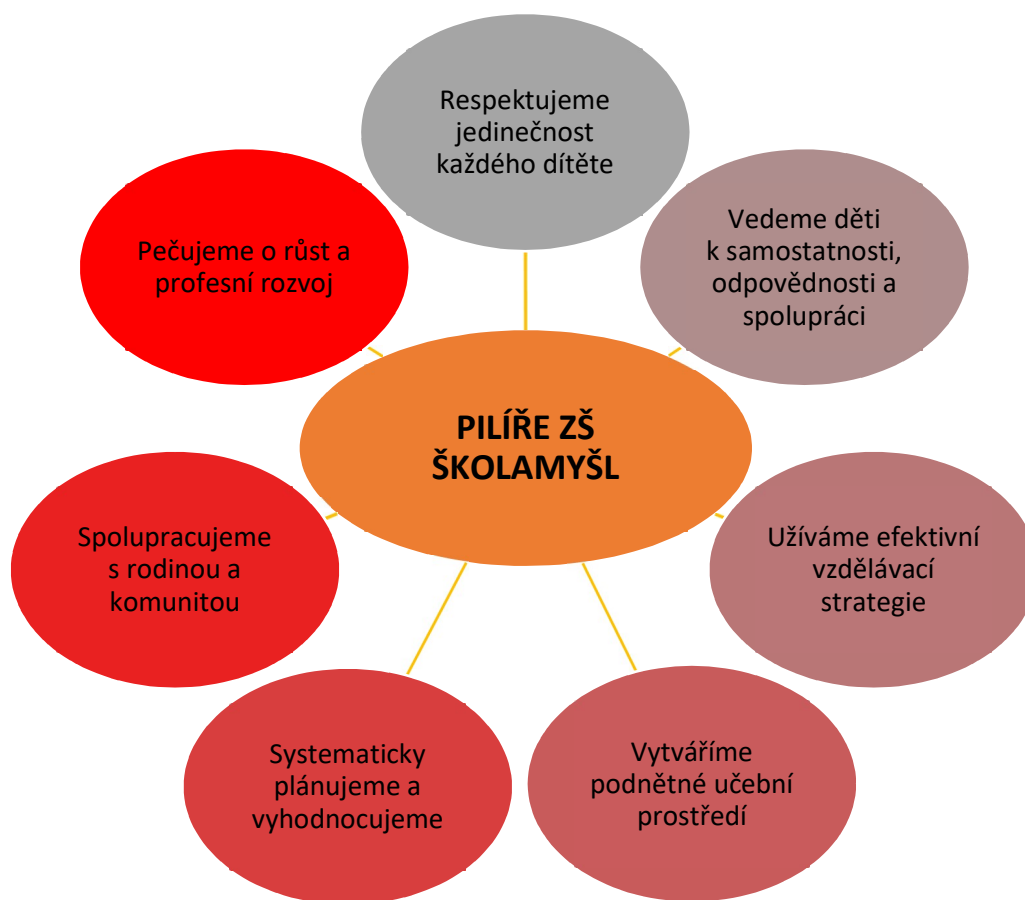 Respektujeme
jedinečnost
každého dítěte
Vedeme děti
k samostatnosti,
odpovědnosti a
spolupráci
Užíváme efektivní
vzdělávací
strategie
Vytváříme
podnětné učební
prostředí
Systematicky
plánujeme a
vyhodnocujeme
Spolupracujeme
s rodinou a
komunitou
Pečujeme o růst a
profesní rozvoj
PILÍŘE ZŠ
ŠKOLAMYŠL